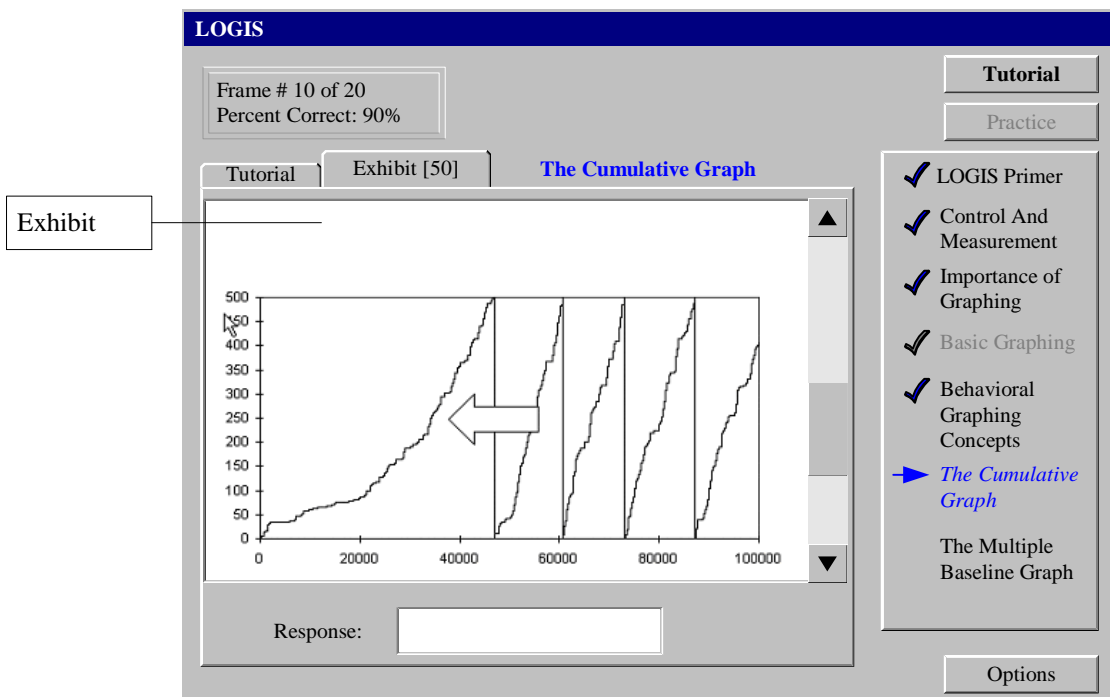 LOGIS
Frame # 10 of 20
Percent Correct: 90%
Tutorial
Practice
Tutorial
Exhibit [50]
The Cumulative Graph
Exhibit
500
450
400
350
300
250
200
150
100
50
0
0
20000
40000
60000
80000
100000
Response:
LOGIS Primer
Control And
Measurement
Importance of
Graphing
Basic Graphing
Behavioral
Graphing
Concepts
The Cumulative
Graph
The Multiple
Baseline Graph
Options